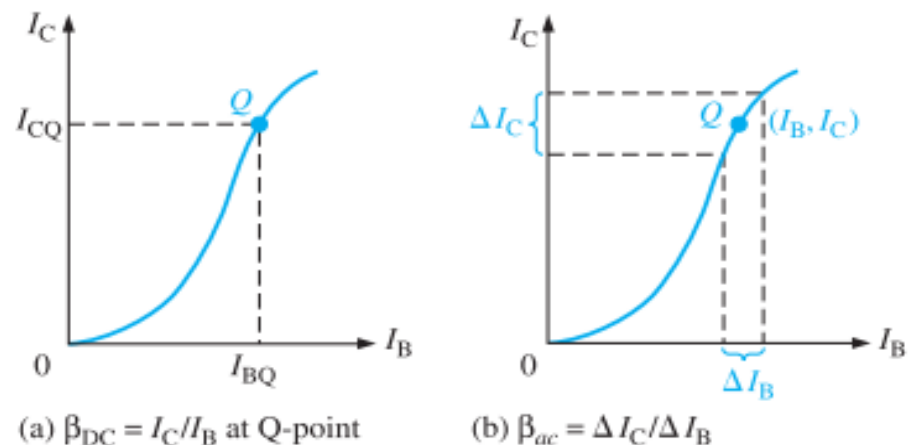 I_C
Q
I_CQ
0
I_BQ
I_B
(a) β_DC = I_C/I_B at Q-point
I_C
ΔI_C
Q
(I_B, I_C)
0
ΔI_B
I_B
(b) β_ac = ΔI_C/ΔI_B